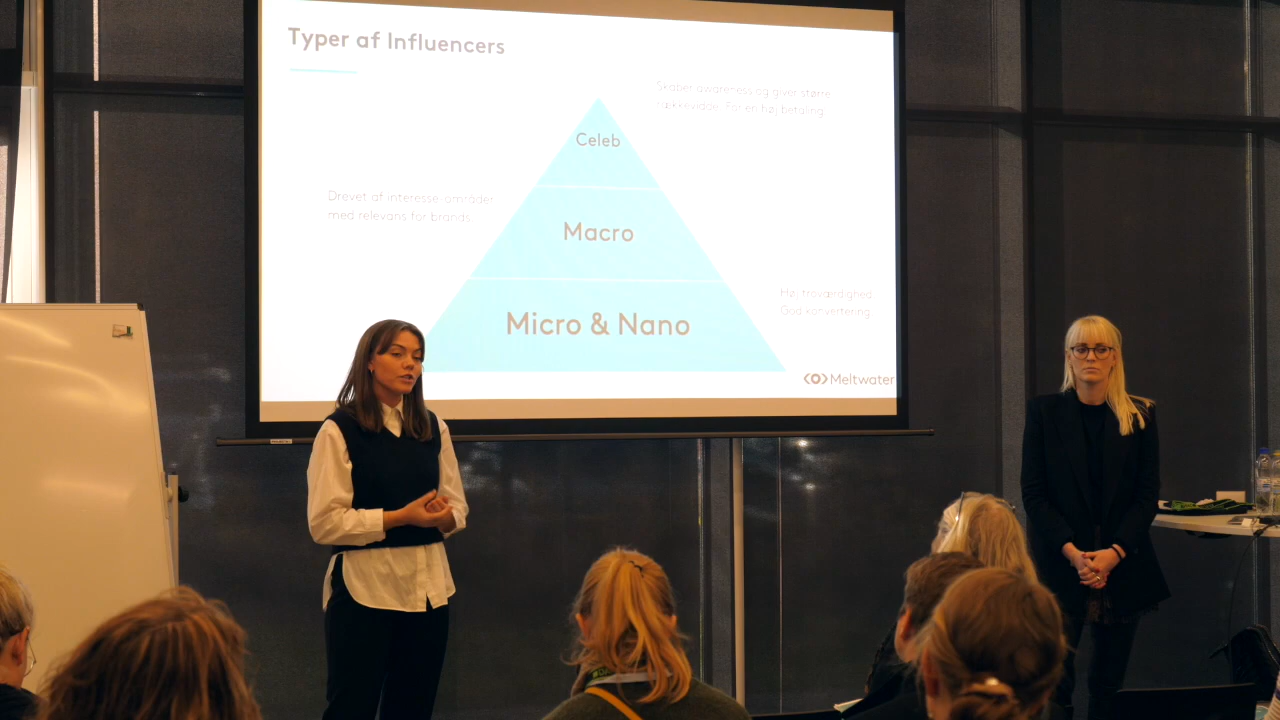 Typer af Influencers
Skaber awareness og giver større
rækkevidde. For en høj betaling.
Celeb
Drevet af interesse-områder
med relevans for brands
Macro
Høj troværdighed
God konvertering
Micro & Nano
Meltwater